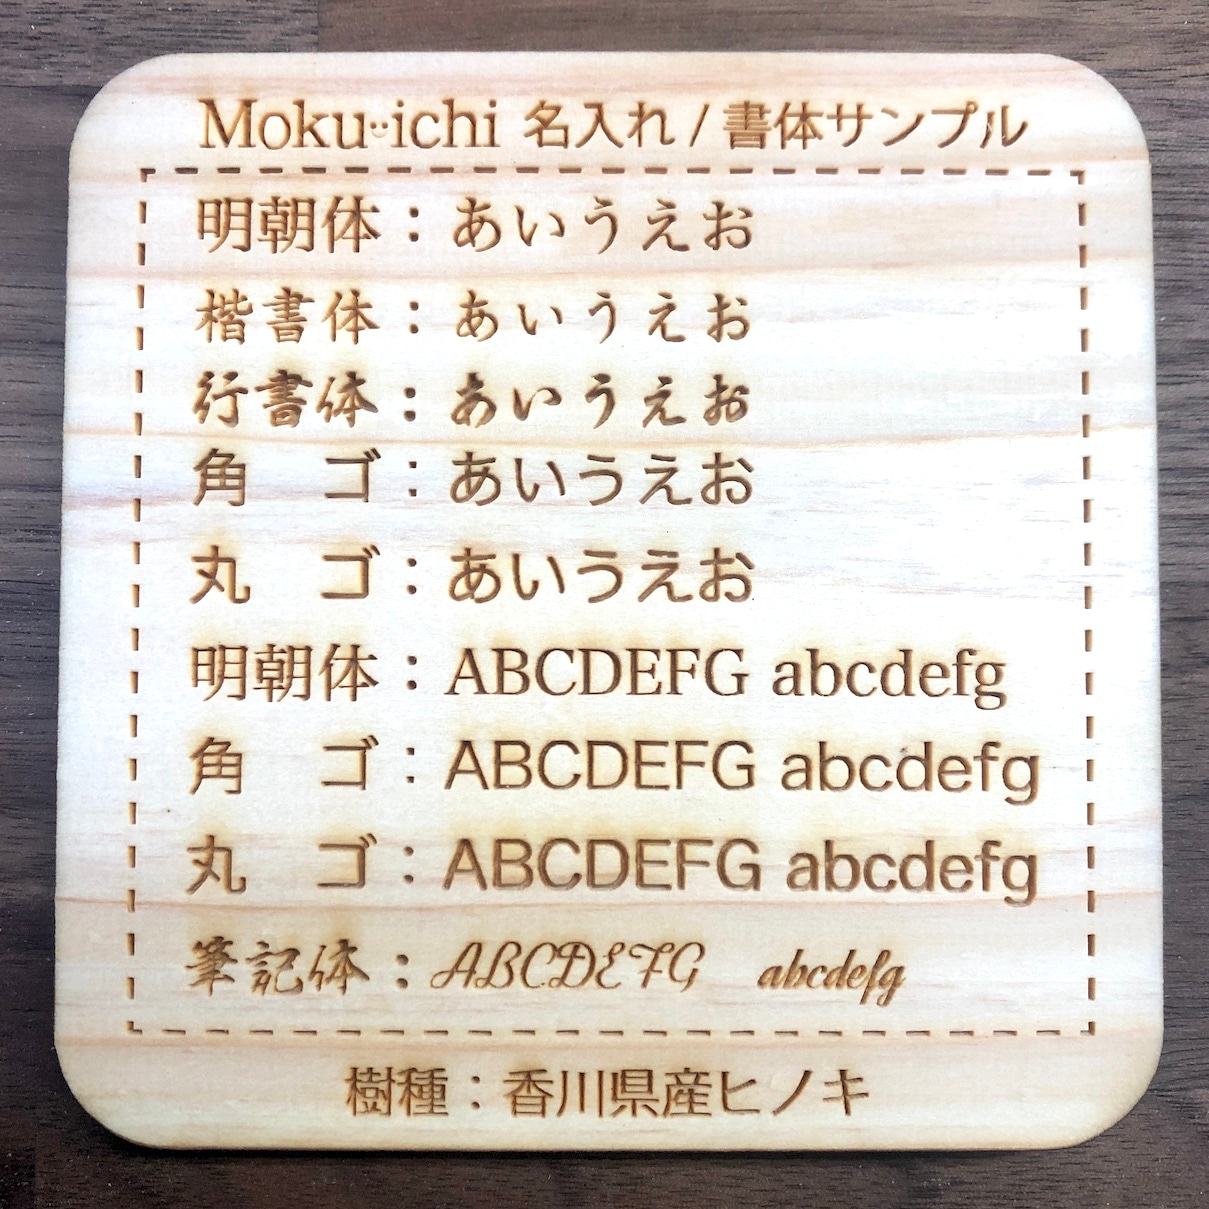 Moku-ichi 名入れ / 書体サンプル
明朝体：あいうえお
楷書体：あいうえお
行書体：あいうえお
角　ゴ：あいうえお
丸　ゴ：あいうえお
明朝体：ABCDEFG abcdefg
角　ゴ：ABCDEFG abcdefg
丸　ゴ：ABCDEFG abcdefg
筆記体：ABCDEFG　abcdefg
樹種：香川県産ヒノキ